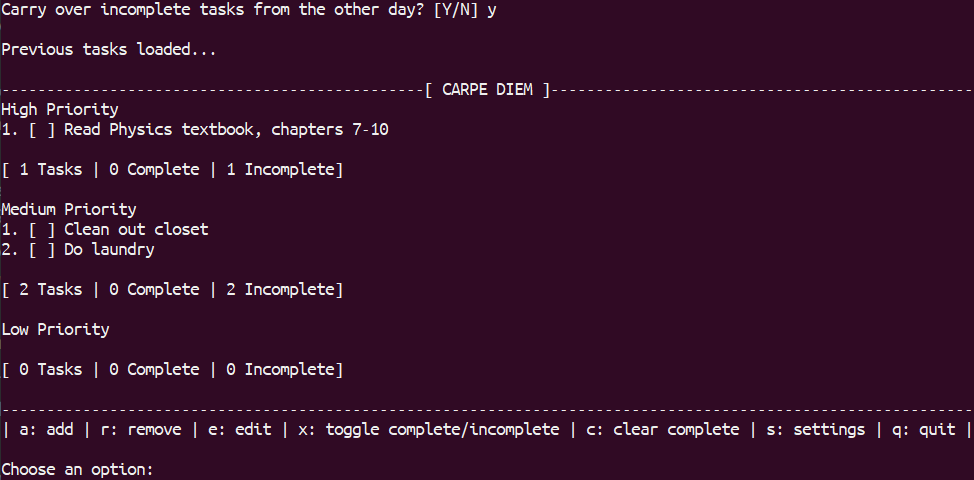 Carry over incomplete tasks from the other day? [Y/N] y
Previous tasks loaded...
-----------------------------------------------[ CARPE DIEM ]-----------------------------------------------
High Priority
1. [ ] Read Physics textbook, chapters 7-10
[ 1 Tasks | 0 Complete | 1 Incomplete]
Medium Priority
1. [ ] Clean out closet
2. [ ] Do laundry
[ 2 Tasks | 0 Complete | 2 Incomplete]
Low Priority
[ 0 Tasks | 0 Complete | 0 Incomplete]
------------------------------------------------------------------------------------------------------------
| a: add | r: remove | e: edit | x: toggle complete/incomplete | c: clear complete | s: settings | q: quit |
Choose an option: